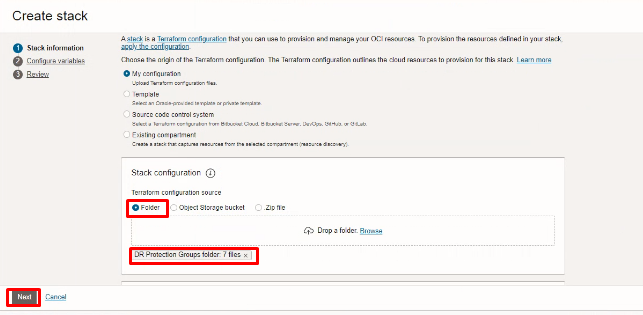 Create stack
1 Stack information
2 Configure variables
3 Review
A stack is a Terraform configuration that you can use to provision and manage your OCI resources. To provision the resources defined in your stack,
apply the configuration.
Choose the origin of the Terraform configuration. The Terraform configuration outlines the cloud resources to provision for this stack. Learn more
My configuration
Upload Terraform configuration files.
Template
Select an Oracle-provided template or private template.
Source code control system
Select a Terraform configuration from Bitbucket Cloud, Bitbucket Server, DevOps, GitHub, or GitLab.
Existing compartment
Create a stack that captures resources from the selected compartment (resource discovery).
Stack configuration i
Terraform configuration source
Folder Object Storage bucket .Zip file
Drop a folder. Browse
DR Protection Groups folder: 7 files ×
Next Cancel